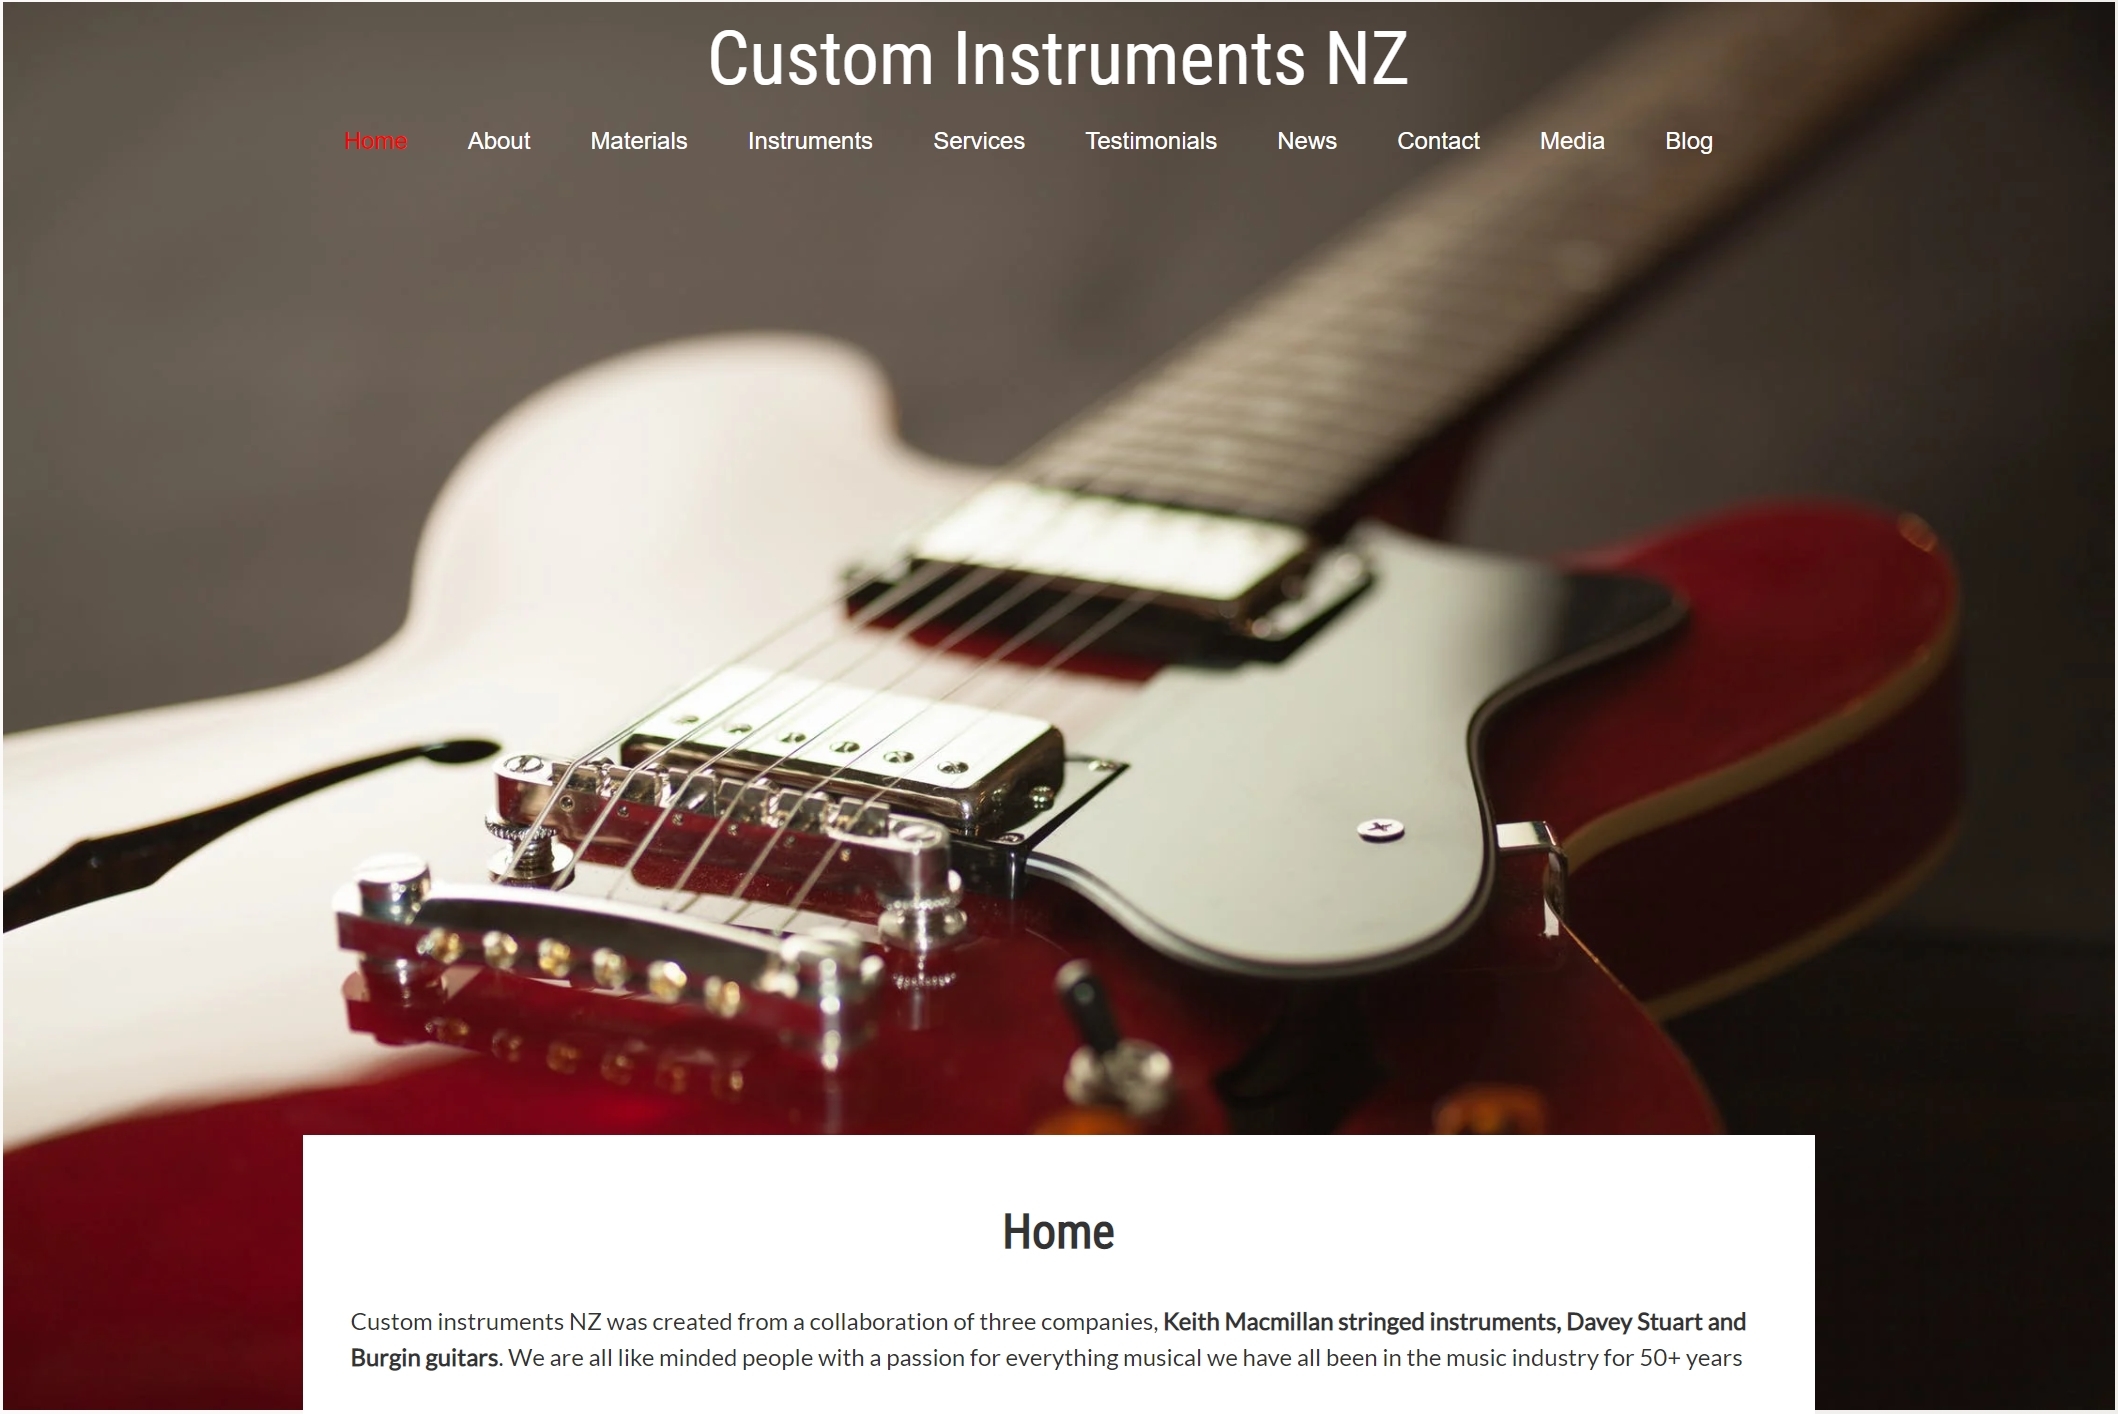 Custom Instruments NZ
Home About Materials Instruments Services Testimonials News Contact Media Blog
Home
Custom instruments NZ was created from a collaboration of three companies, Keith Macmillan stringed instruments, Davey Stuart and
Burgin guitars. We are all like minded people with a passion for everything musical we have all been in the music industry for 50+ years